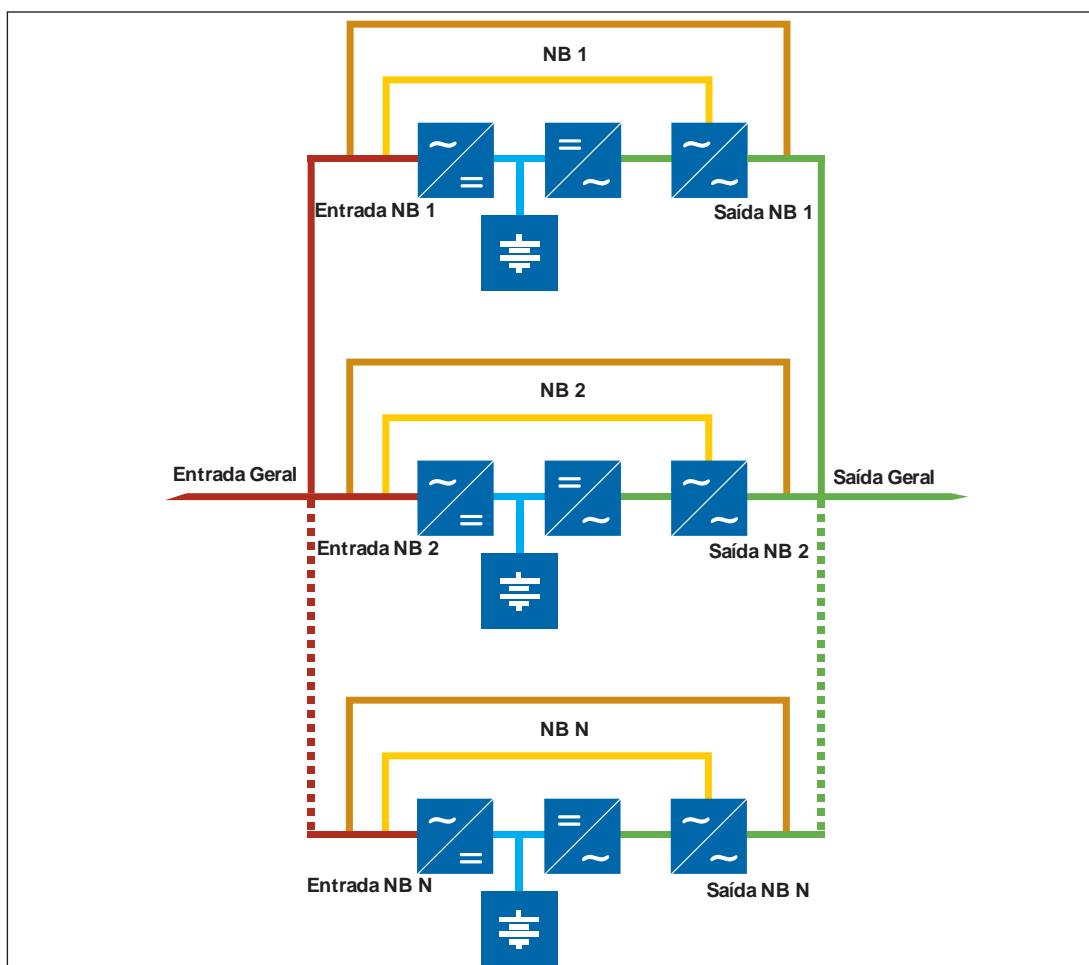 NB 1
Entrada NB 1
Saída NB 1
NB 2
Entrada Geral
Saída Geral
Entrada NB 2
Saída NB 2
NB N
Entrada NB N
Saída NB N